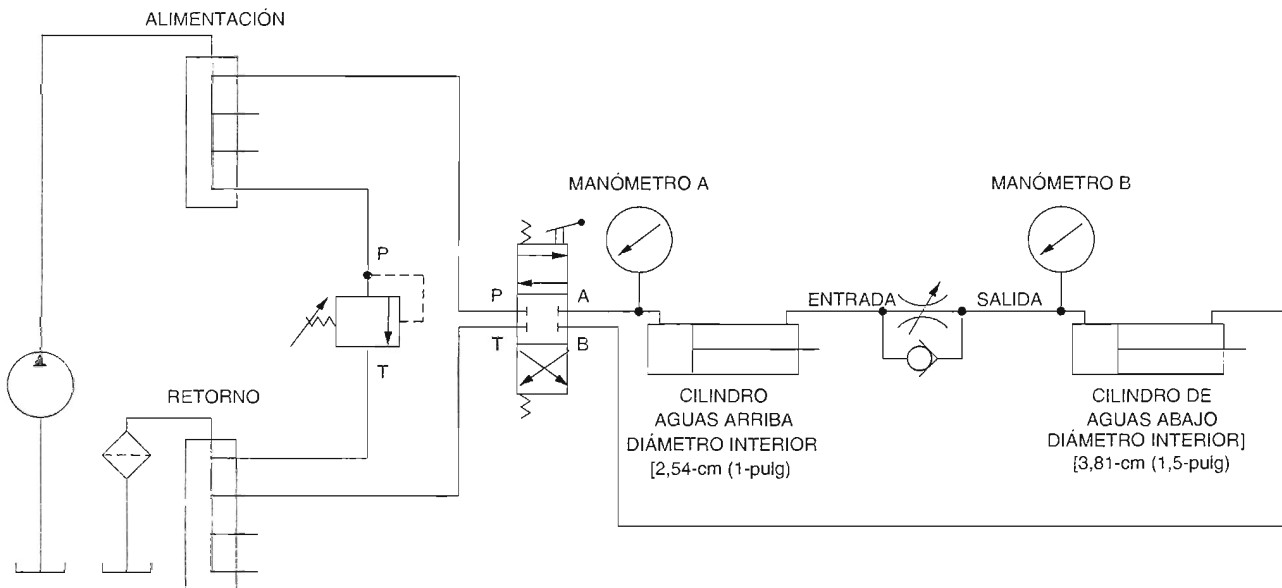 ALIMENTACIÓN
MANÓMETRO A
MANÓMETRO B
P
P
A
ENTRADA
SALIDA
T
B
T
RETORNO
CILINDRO
AGUAS ARRIBA
DIÁMETRO INTERIOR
[2,54-cm (1-pulg)
CILINDRO DE
AGUAS ABAJO
DIÁMETRO INTERIOR]
[3,81-cm (1,5-pulg)